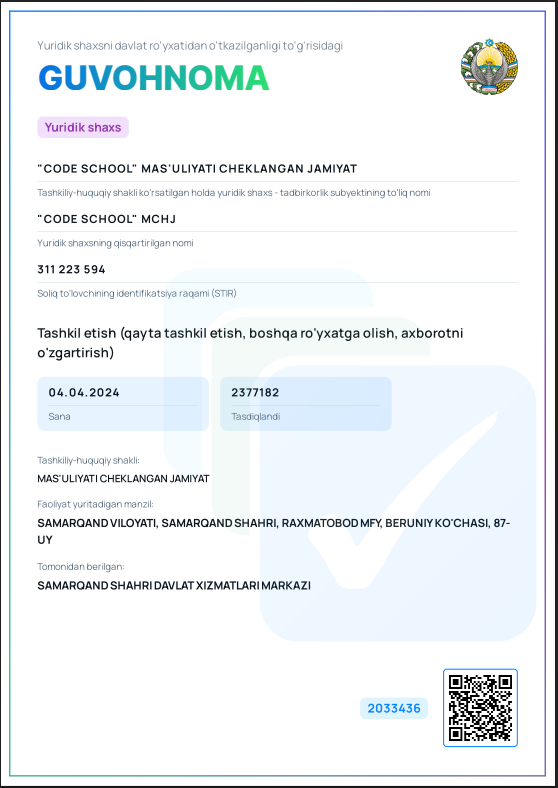 Yuridik shaxsni davlat ro'yxatidan o'tkazilganligi to'g'risidagi
GUVOHNOMA
Yuridik shaxs
"CODE SCHOOL" MAS'ULIYATI CHEKLANGAN JAMIYAT
Tashkiliy-huquqiy shakli ko'rsatilgan holda yuridik shaxs - tadbirkorlik subyektining to'liq nomi
"CODE SCHOOL" MCHJ
Yuridik shaxsning qisqartirilgan nomi
311 223 594
Soliq to'lovchining identifikatsiya raqami (STIR)
Tashkil etish (qayta tashkil etish, boshqa ro'yxatga olish, axborotni
o'zgartirish)
04.04.2024
Sana
2377182
Tasdiqlandi
Tashkiliy-huquqiy shakli:
MAS'ULIYATI CHEKLANGAN JAMIYAT
Faoliyat yuritadigan manzil:
SAMARQAND VILOYATI, SAMARQAND SHAHRI, RAXMATOBOD MFY, BERUNIY KO'CHASI, 87-
UY
Tomonidan berilgan:
SAMARQAND SHAHRI DAVLAT XIZMATLARI MARKAZI
2033436